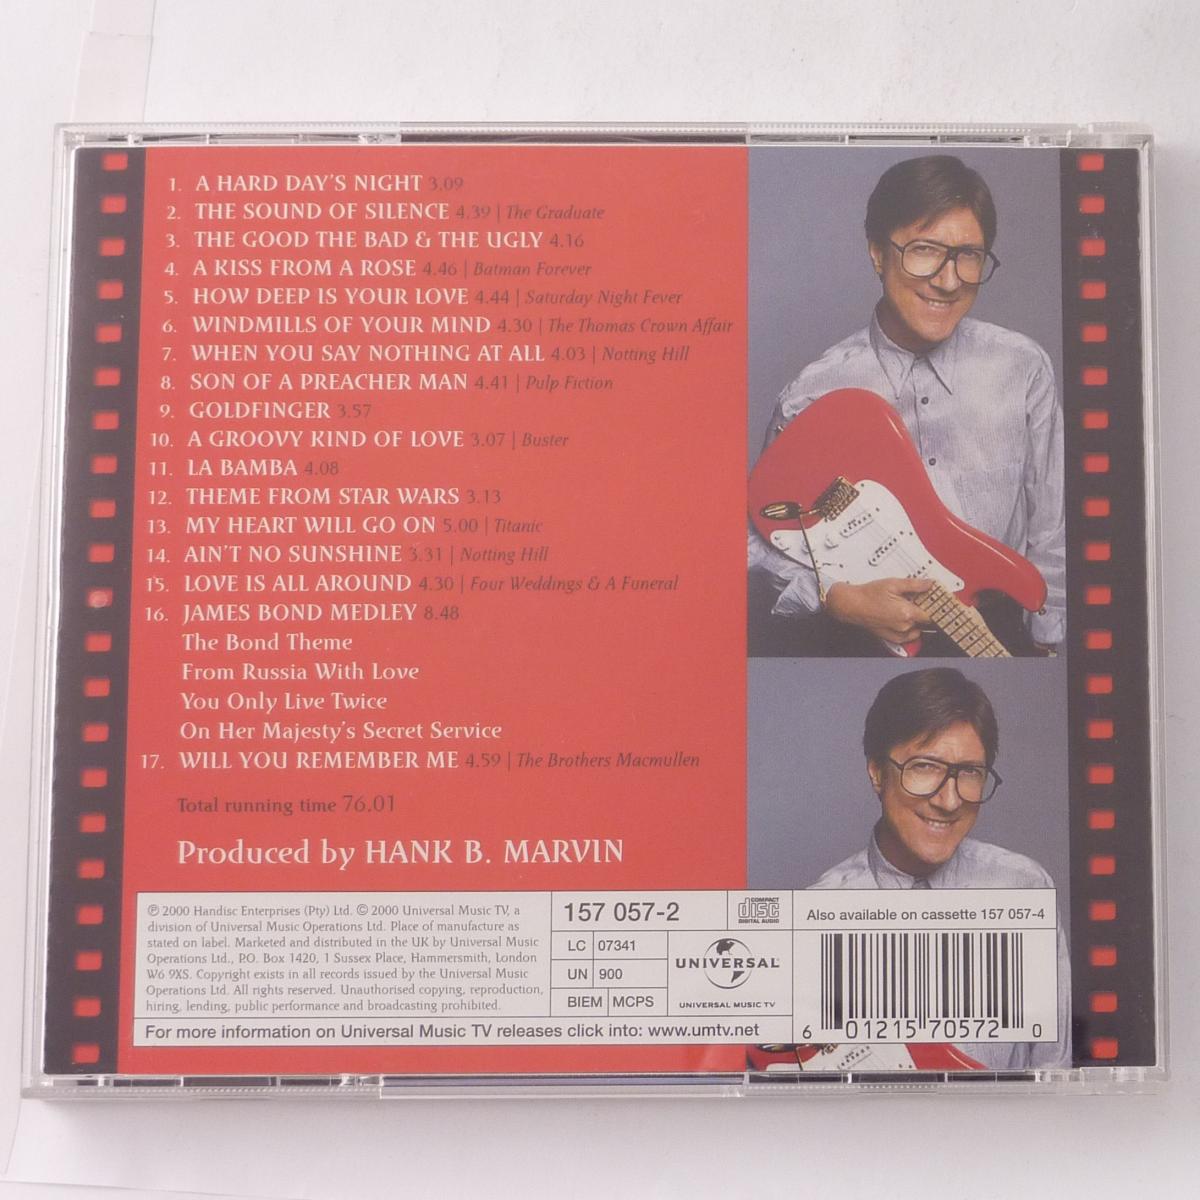 1. A HARD DAY'S NIGHT 3.09
2. THE SOUND OF SILENCE 4.39 | The Graduate
3. THE GOOD THE BAD & THE UGLY 4.16
4. A KISS FROM A ROSE 4.46 | Batman Forever
5. HOW DEEP IS YOUR LOVE 4.44 | Saturday Night Fever
6. WINDMILLS OF YOUR MIND 4.30 | The Thomas Crown Affair
7. WHEN YOU SAY NOTHING AT ALL 4.03 | Notting Hill
8. SON OF A PREACHER MAN 4.41 | Pulp Fiction
9. GOLDFINGER 3.57
10. A GROOVY KIND OF LOVE 3.07 | Buster
11. LA BAMBA 4.08
12. THEME FROM STAR WARS 3.13
13. MY HEART WILL GO ON 5.00 | Titanic
14. AIN'T NO SUNSHINE 3.31 | Notting Hill
15. LOVE IS ALL AROUND 4.30 | Four Weddings & A Funeral
16. JAMES BOND MEDLEY 8.48
The Bond Theme
From Russia With Love
You Only Live Twice
On Her Majesty's Secret Service
17. WILL YOU REMEMBER ME 4.59 | The Brothers Macmullen
Total running time 76.01
Produced by HANK B. MARVIN
℗ 2000 Handisc Enterprises (Pty) Ltd. © 2000 Universal Music TV, a
division of Universal Music Operations Ltd. Place of manufacture as
stated on label. Marketed and distributed in the UK by Universal Music
Operations Ltd., PO. Box 1420, 1 Sussex Place, Hammersmith, London
W6 9XS. Copyright exists in all records issued by the Universal Music
Operations Ltd. All rights reserved. Unauthorised copying, reproduction,
hiring, lending, public performance and broadcasting prohibited.
157 057-2
COMPACT
disc
DIGITAL AUDIO
Also available on cassette 157 057-4
LC 07341
UN 900
BIEM MCPS
UNIVERSAL
UNIVERSAL MUSIC TV
6 01215 70572 0
For more information on Universal Music TV releases click into: www.umtv.net